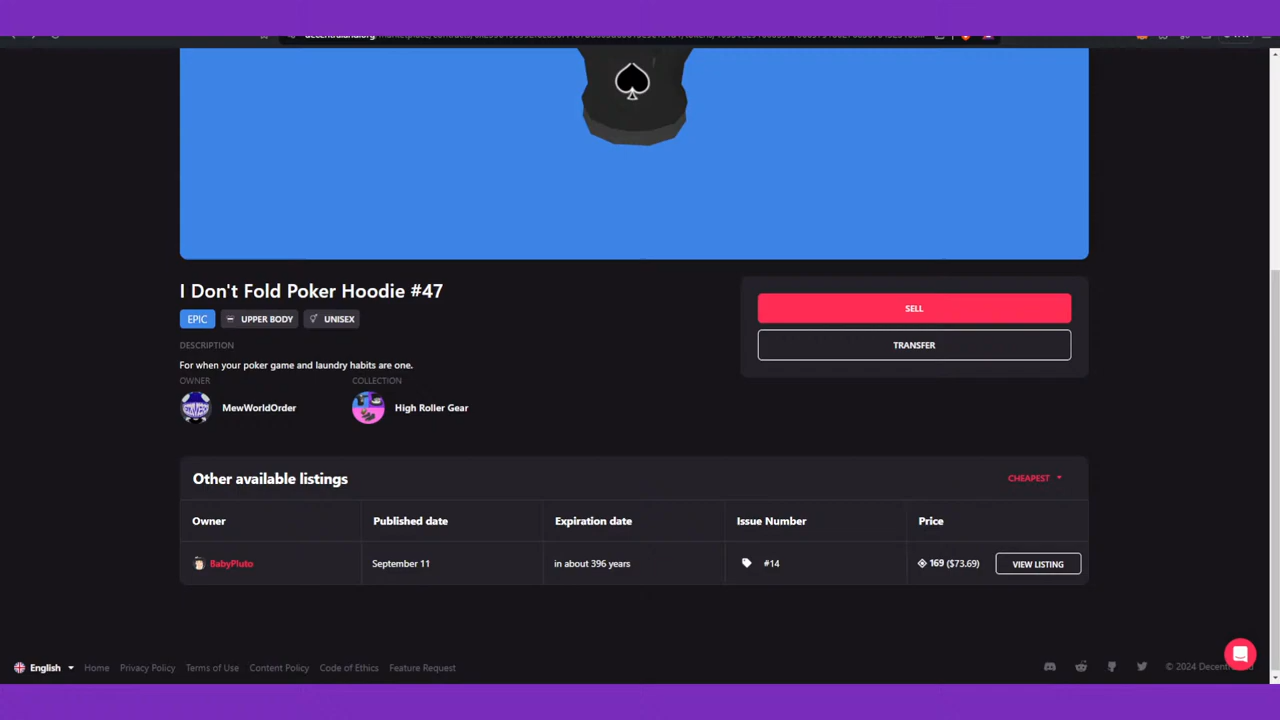 I Don't Fold Poker Hoodie #47
EPIC
UPPER BODY
UNISEX
SELL
TRANSFER
DESCRIPTION
For when your poker game and laundry habits are one.
OWNER
COLLECTION
MewWorldOrder
High Roller Gear
Other available listings
CHEAPEST
Owner
Published date
Expiration date
Issue Number
Price
BabyPluto
September 11
in about 396 years
#14
169 ($73.69)
VIEW LISTING
English
Home
Privacy Policy
Terms of Use
Content Policy
Code of Ethics
Feature Request
© 2024